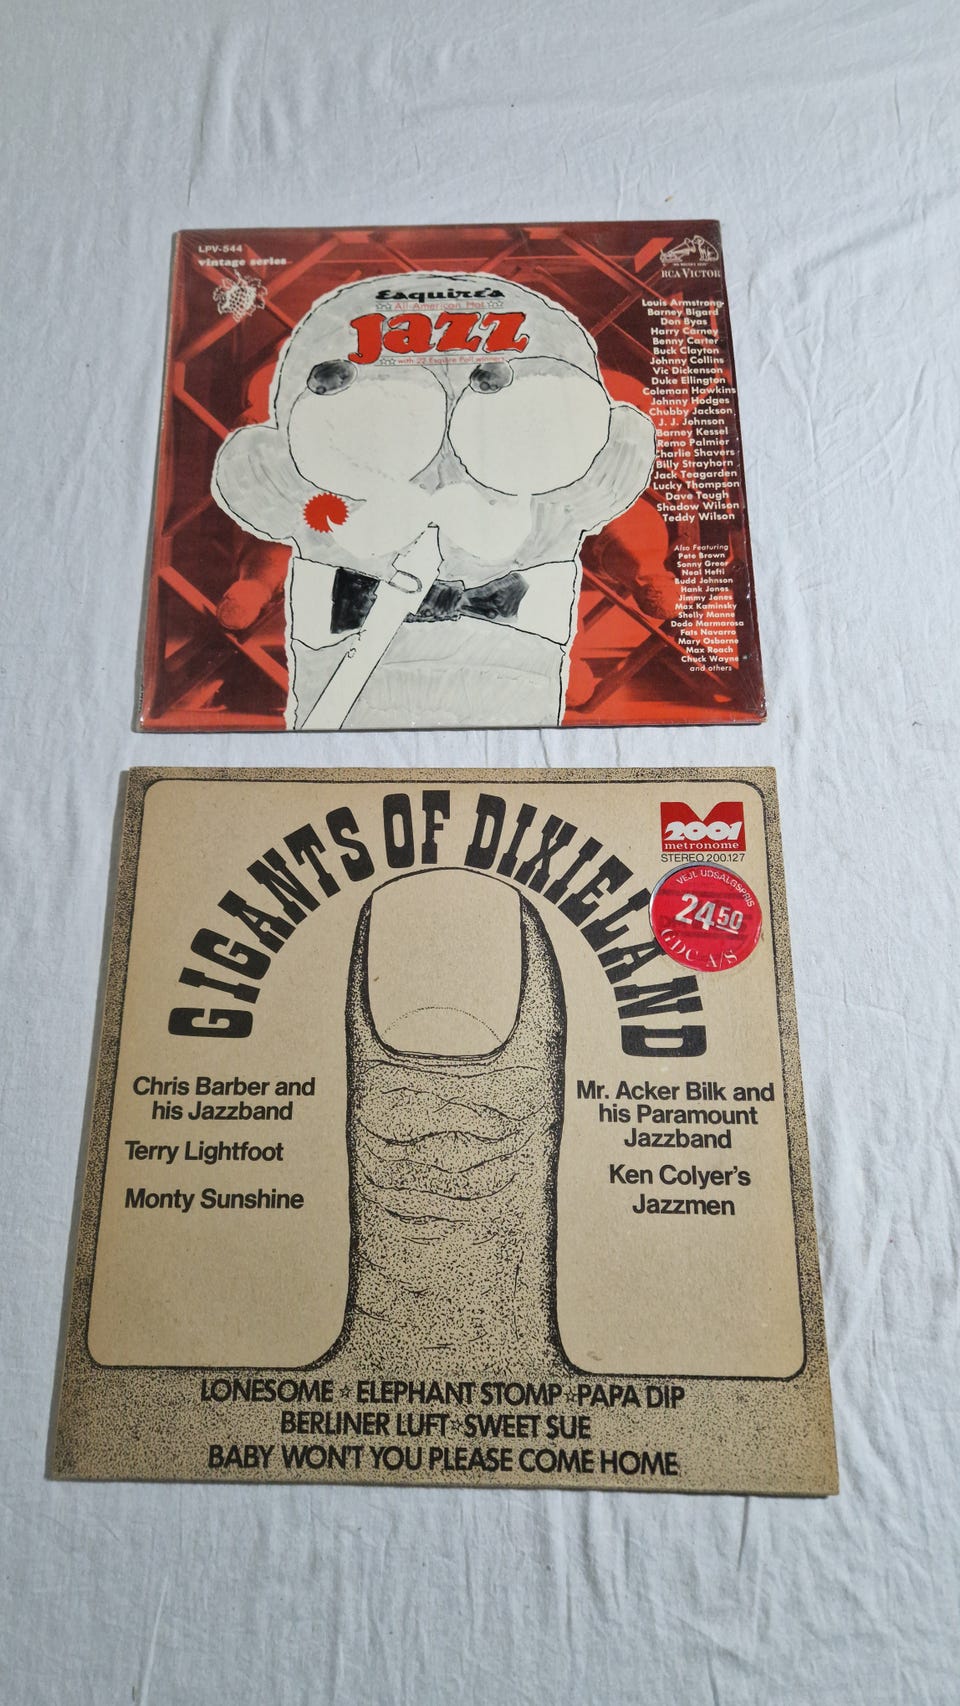 LPV-544
vintage series
"HIS MASTER'S VOICE"
RCA VICTOR
Esquire's
☆☆ All-American Hot ☆☆
Jazz
☆☆☆ with 22 Esquire Poll winners
Louis Armstrong
Barney Bigard
Don Byas
Harry Carney
Benny Carter
Buck Clayton
Johnny Collins
Vic Dickenson
Duke Ellington
Coleman Hawkins
Johnny Hodges
Chubby Jackson
J. J. Johnson
Barney Kessel
Remo Palmier
Charlie Shavers
Billy Strayhorn
Jack Teagarden
Lucky Thompson
Dave Tough
Shadow Wilson
Teddy Wilson
Also Featuring
Pete Brown
Sonny Greer
Neal Hefti
Budd Johnson
Hank Jones
Jimmy Jones
Max Kaminsky
Shelly Manne
Dodo Marmarosa
Fats Navarro
Mary Osborne
Max Roach
Chuck Wayne
and others
GIGANTS OF DIXIELAND
2001
metronome
STEREO 200.127
VEJL UDSALGSPRIS
24.50
GDC A/S
Chris Barber and
his Jazzband
Terry Lightfoot
Monty Sunshine
Mr. Acker Bilk and
his Paramount
Jazzband
Ken Colyer's
Jazzmen
LONESOME ☆ ELEPHANT STOMP ☆ PAPA DIP
BERLINER LUFT ☆ SWEET SUE
BABY WON'T YOU PLEASE COME HOME